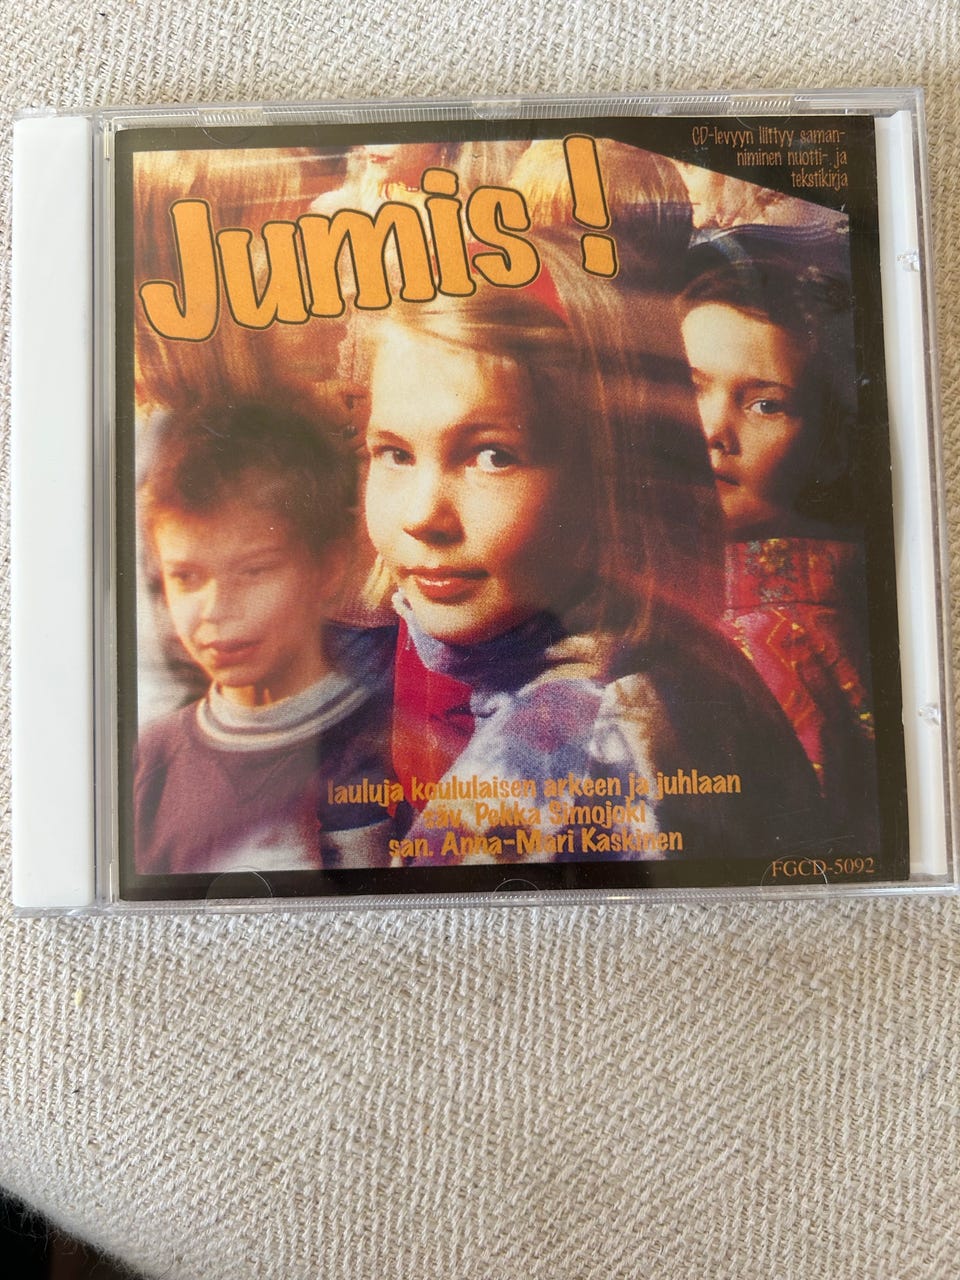 CD-levyyn liittyy saman-
niminen nuotti- ja
tekstikirja
Jumis!
lauluja koululaisen arkeen ja juhlaan
säv. Pekka Simojoki
san. Anna-Mari Kaskinen
FGCD-5092